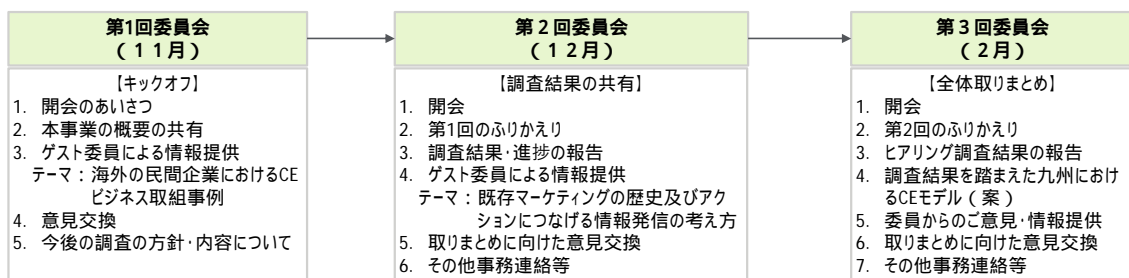 第1回委員会
(11月)
【キックオフ】
1. 開会のあいさつ
2. 本事業の概要の共有
3. ゲスト委員による情報提供
テーマ:海外の民間企業におけるCE
ビジネス取組事例
4. 意見交換
5. 今後の調査の方針・内容について
第2回委員会
(12月)
【調査結果の共有】
1. 開会
2. 第1回のふりかえり
3. 調査結果・進捗の報告
4. ゲスト委員による情報提供
テーマ:既存マーケティングの歴史及びアク
ションにつなげる情報発信の考え方
5. 取りまとめに向けた意見交換
6. その他事務連絡等
第3回委員会
(2月)
【全体取りまとめ】
1. 開会
2. 第2回のふりかえり
3. ヒアリング調査結果の報告
4. 調査結果を踏まえた九州におけ
るCEモデル(案)
5. 委員からのご意見・情報提供
6. 取りまとめに向けた意見交換
7. その他事務連絡等